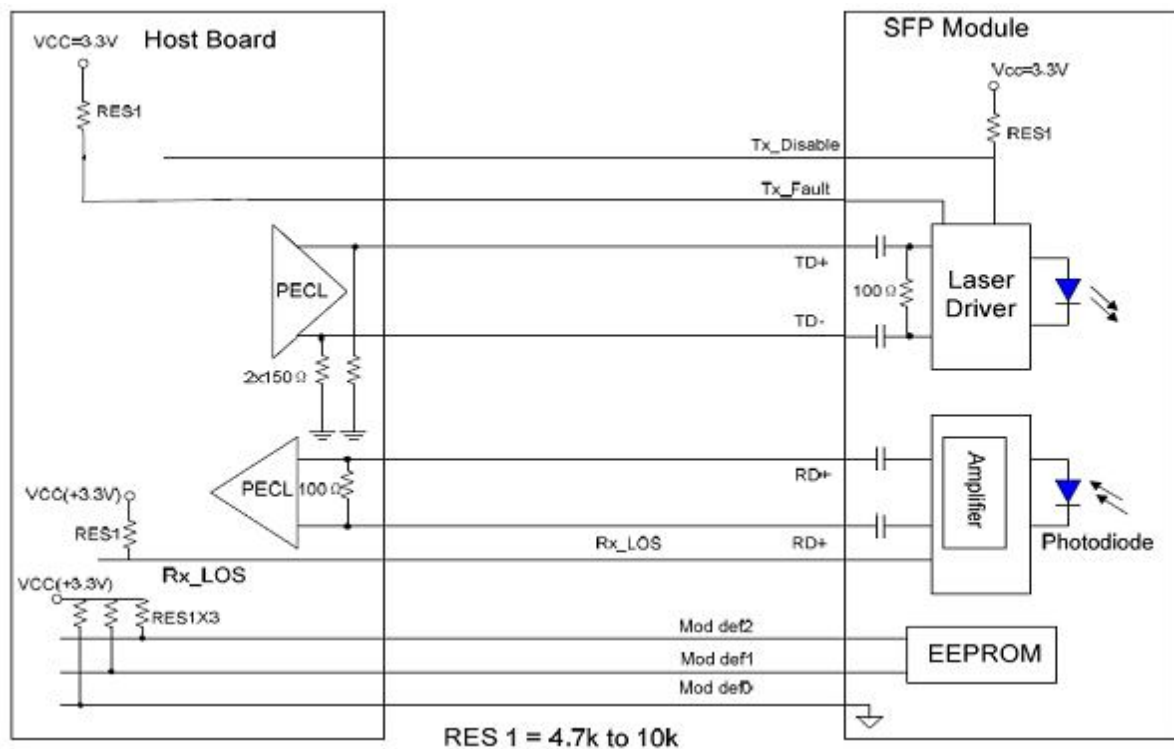 Host Board
SFP Module
VCC=3.3V
Vcc=3.3V
RES1
RES1
Tx_Disable
Tx_Fault
PECL
TD+
TD-
100Ω
Laser
Driver
2x150Ω
PECL
100Ω
RD+
RD+
Amplifier
Photodiode
VCC(+3.3V)
RES1
Rx_LOS
Rx_LOS
VCC(+3.3V)
RES1X3
Mod def2
Mod def1
Mod def0
EEPROM
RES 1 = 4.7k to 10k